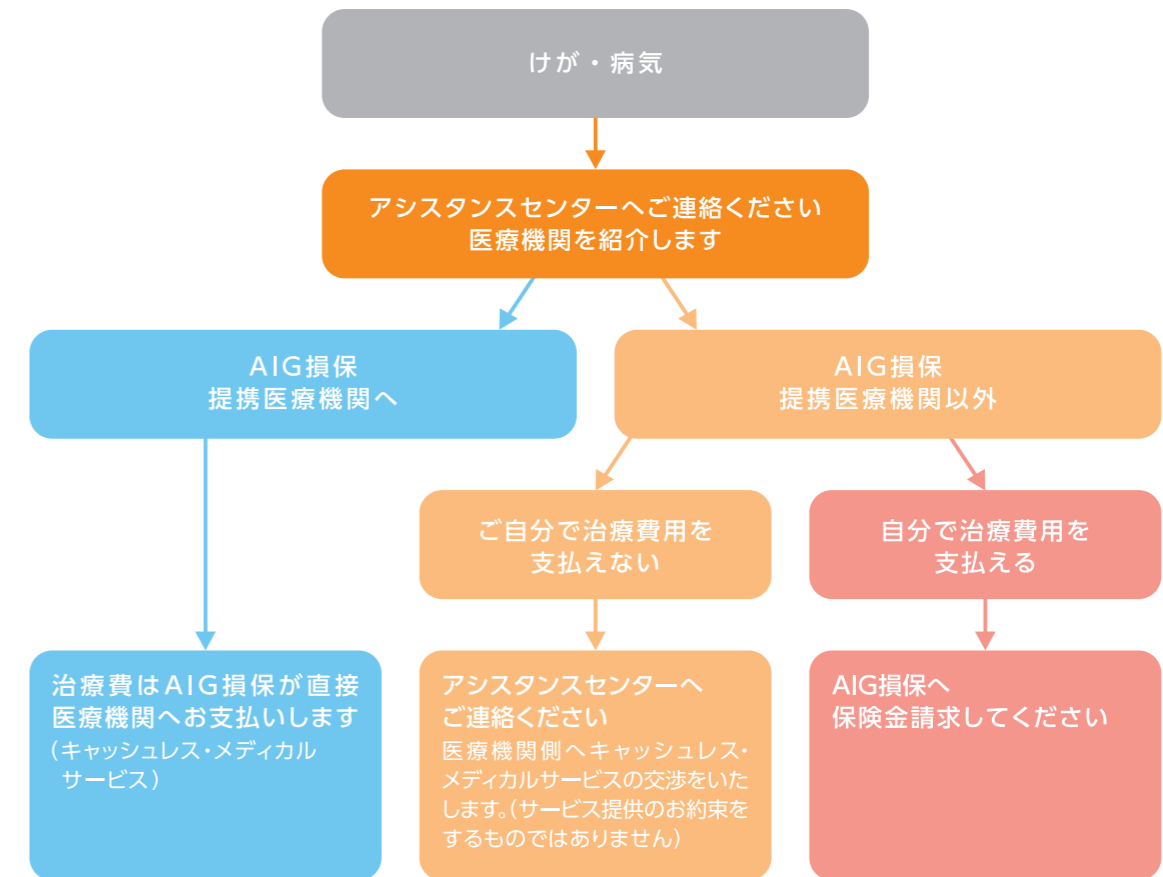 けが・病気
アシスタンスセンターへご連絡ください
医療機関を紹介します
AIG損保
提携医療機関へ
AIG損保
提携医療機関以外
ご自分で治療費用を
支払えない
自分で治療費用を
支払える
治療費はAIG損保が直接
医療機関へお支払いします
（キャッシュレス・メディカル
サービス）
アシスタンスセンターへ
ご連絡ください
医療機関側へキャッシュレス・
メディカルサービスの交渉をいた
します。（サービス提供のお約束を
するものではありません）
AIG損保へ
保険金請求してください